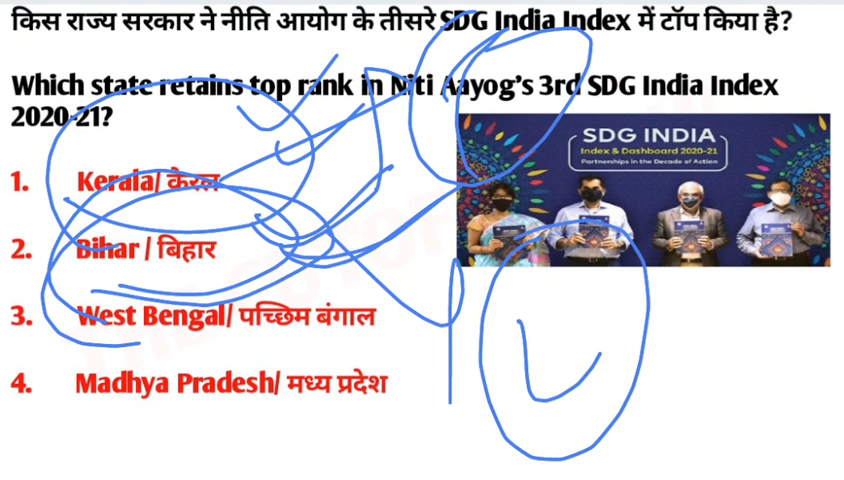 किस राज्य सरकार ने नीति आयोग के तीसरे SDG India Index में टॉप किया है?
Which state retains top rank in Niti Aayog's 3rd SDG India Index
2020-21?
SDG INDIA
Index & Dashboard 2020-21
Partnerships in the Decade of Action
1. Kerala/ केरल
2. Bihar / बिहार
3. West Bengal/ पच्छिम बंगाल
4. Madhya Pradesh/ मध्य प्रदेश